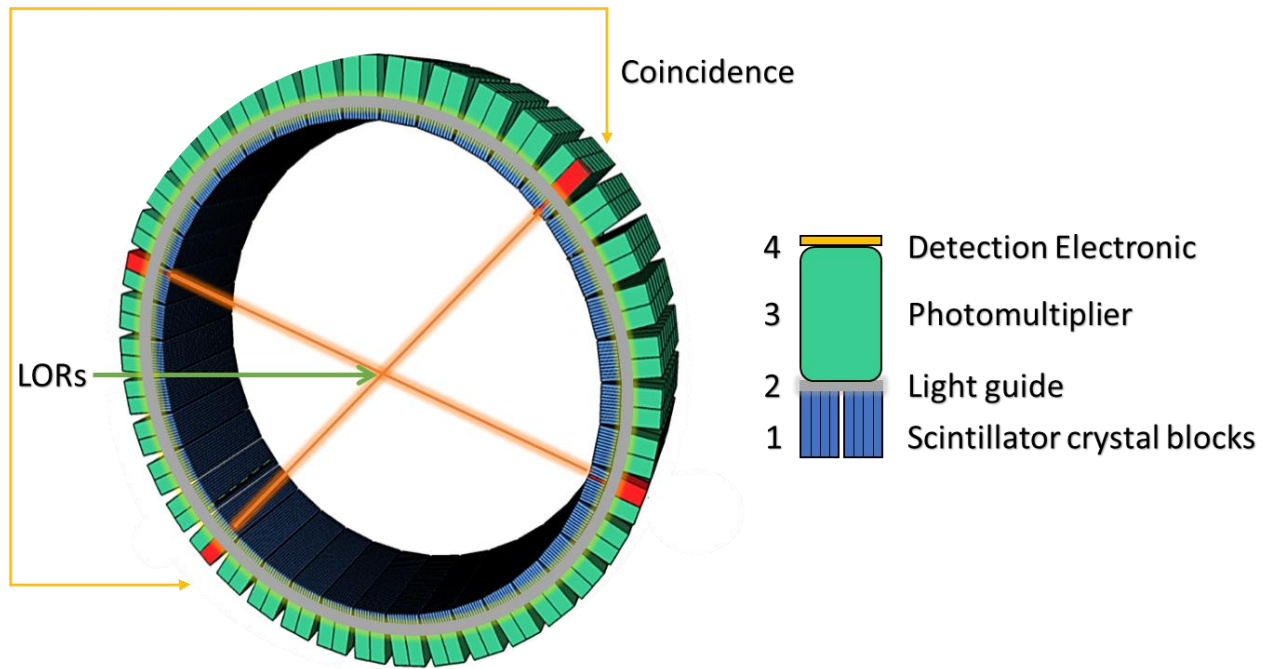 Coincidence
LORs
4 Detection Electronic
3 Photomultiplier
2 Light guide
1 Scintillator crystal blocks